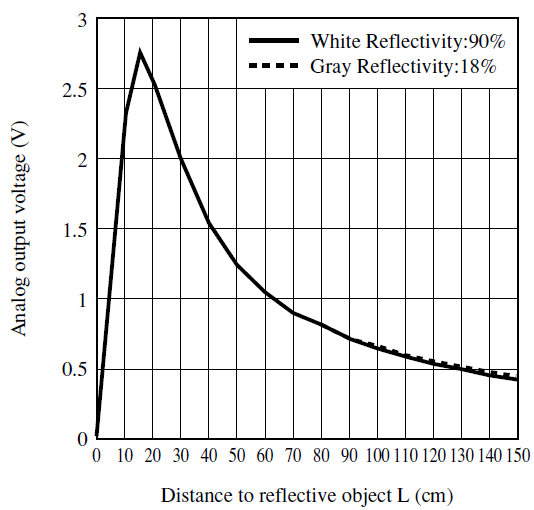 3
White Reflectivity:90%
Gray Reflectivity:18%
2.5
2
1.5
1
0.5
0
Analog output voltage (V)
0 10 20 30 40 50 60 70 80 90 100 110 120 130 140 150
Distance to reflective object L (cm)